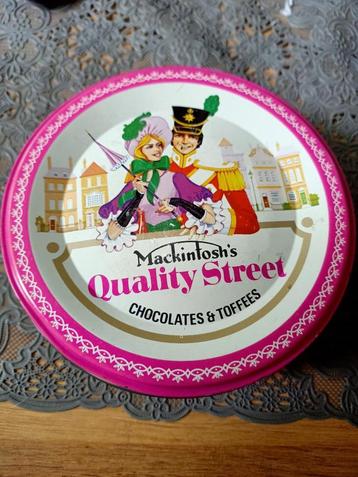 Mackintosh's
Quality Street
CHOCOLATES & TOFFEES